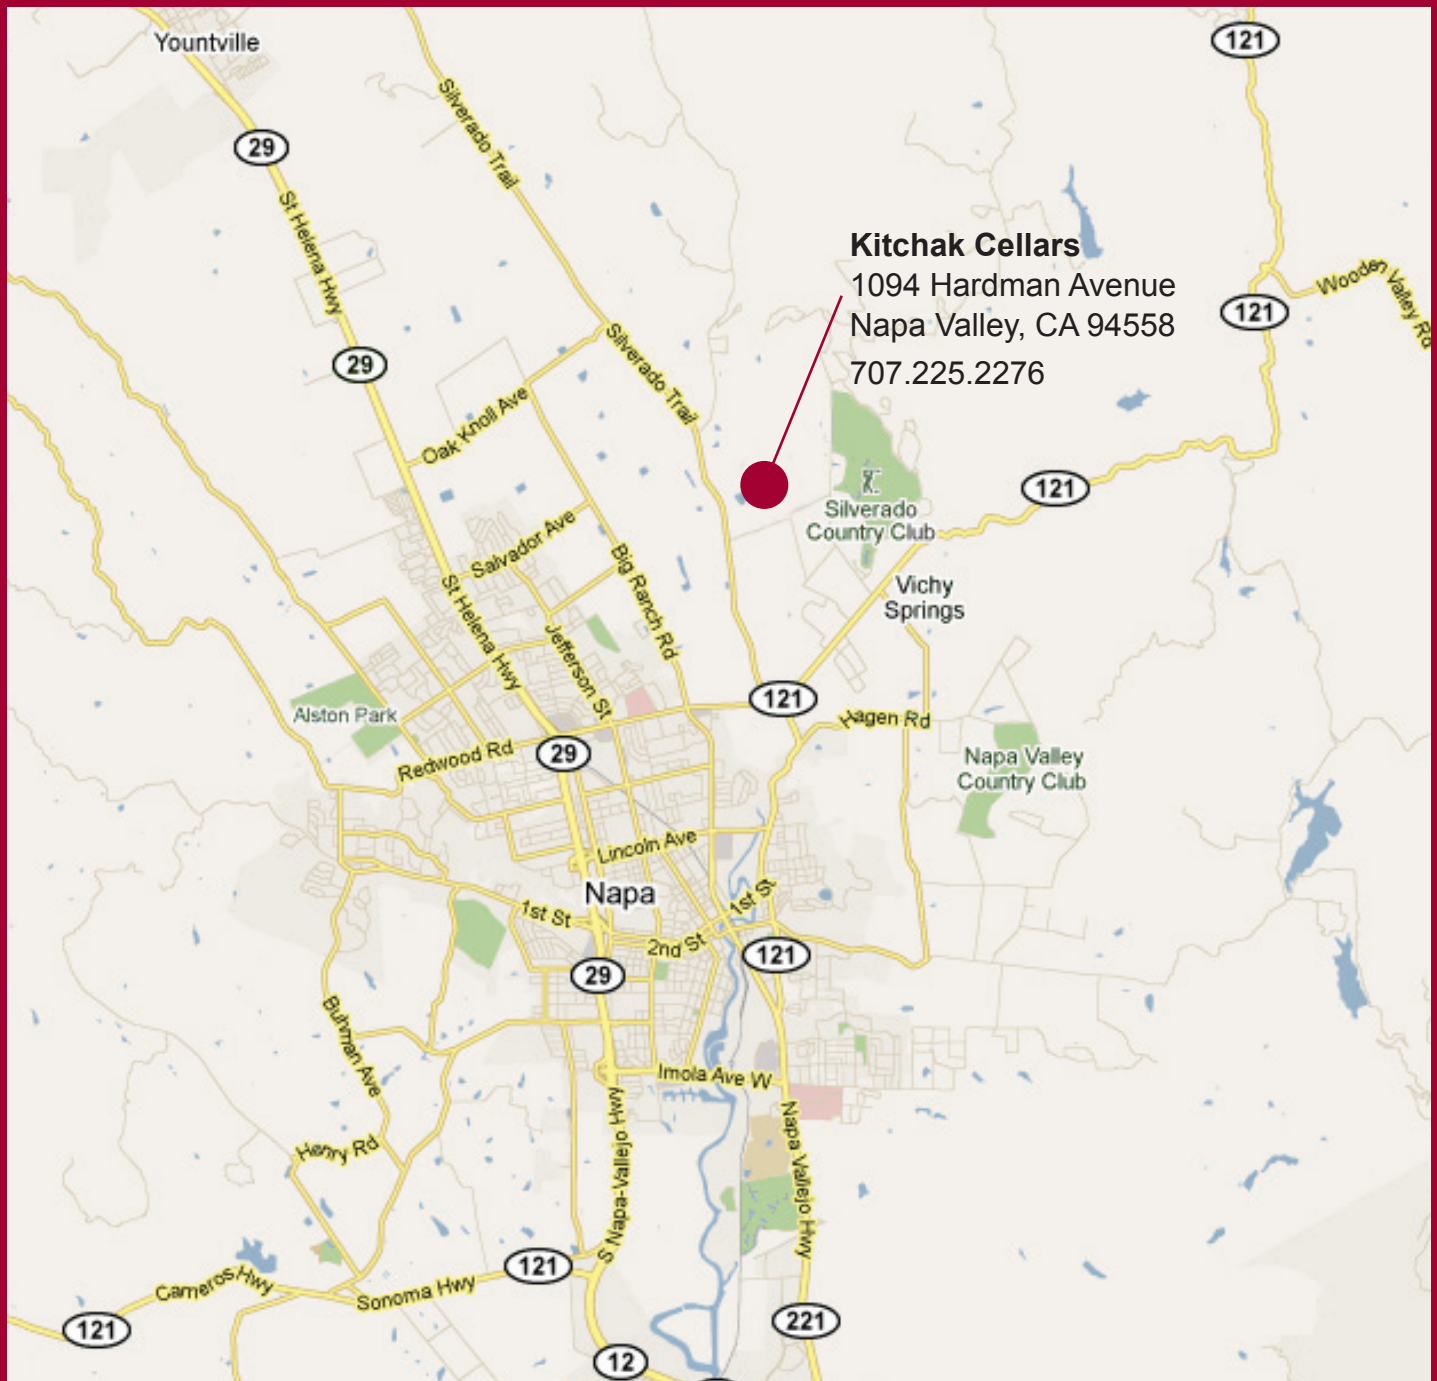 Yountville
121
29
Silverado Trail
St Helena Hwy
Kitchak Cellars
1094 Hardman Avenue
Napa Valley, CA 94558
707.225.2276
Wooden Valley Rd
121
29
Silverado Trail
Oak Knoll Ave
121
Silverado
Country Club
Salvador Ave
Big Ranch Rd
St Helena Hwy
Vichy
Springs
Jefferson St
121
Alston Park
Hagen Rd
Redwood Rd
29
Napa Valley
Country Club
Lincoln Ave
Napa
1st St
1st St
2nd St
121
29
Buhman Ave
Imola Ave W
Henry Rd
S Napa-Vallejo Hwy
Napa Vallejo Hwy
121
Carneros Hwy
Sonoma Hwy
121
221
12